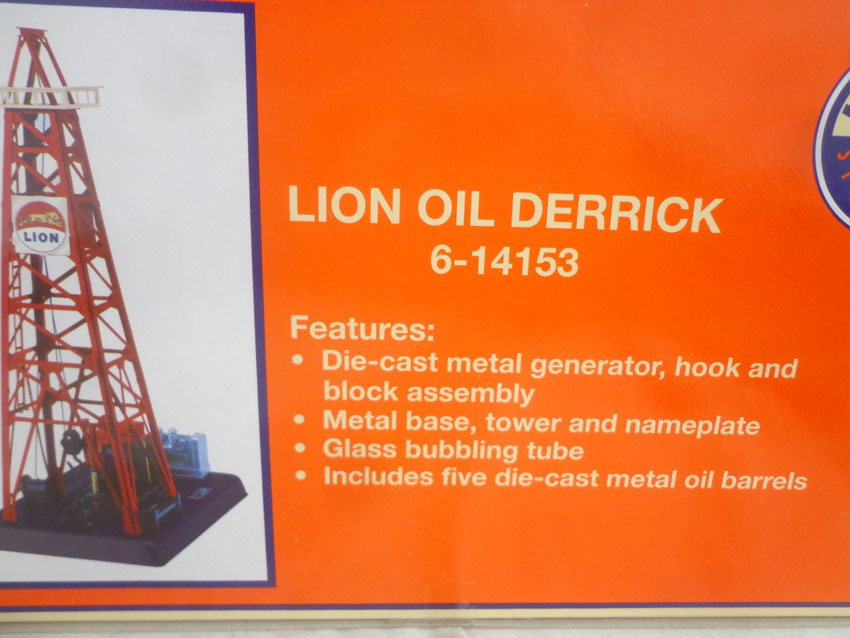 LION
LION OIL DERRICK
6-14153
Features:
• Die-cast metal generator, hook and
block assembly
• Metal base, tower and nameplate
• Glass bubbling tube
• Includes five die-cast metal oil barrels